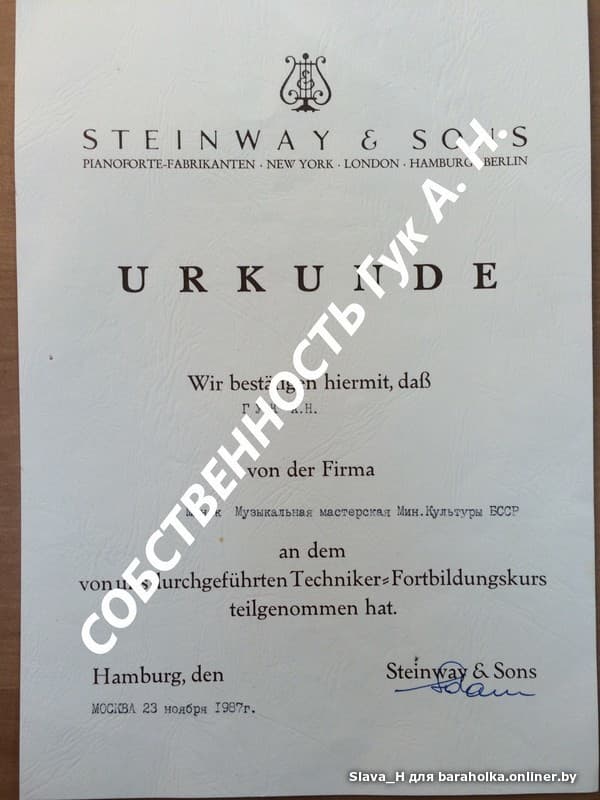 STEINWAY & SONS
PIANOFORTE-FABRIKANTEN · NEW YORK · LONDON · HAMBURG · BERLIN
URKUNDE
Wir bestätigen hiermit, daß
А.Н.
von der Firma
Музыкальная мастерская Мин.Культуры БССР
an dem
von uns durchgeführten Techniker=Fortbildungskurs
teilgenommen hat.
Hamburg, den
Steinway & Sons
МОСКВА 23 ноября 1987г.
СОБСТВЕННОСТЬ Гук А. Н.
Slava_H для baraholka.onliner.by